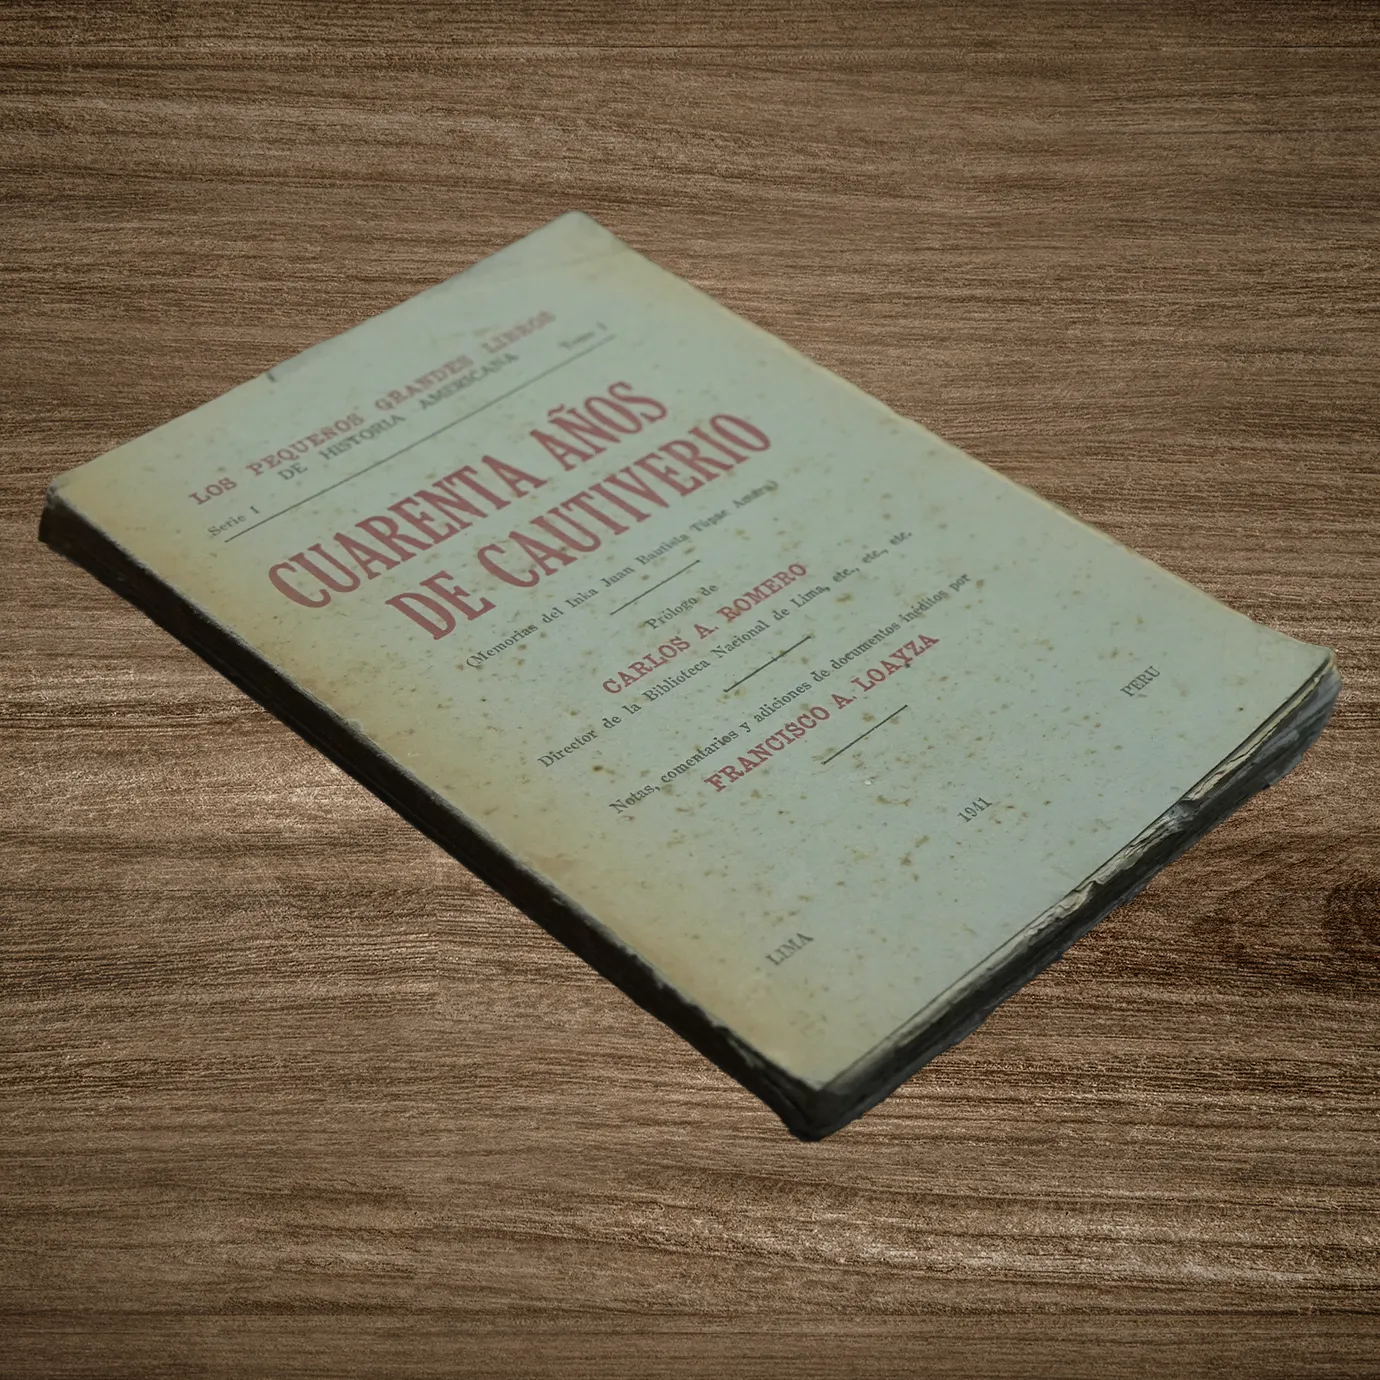 LOS PEQUEÑOS GRANDES LIBROS
DE HISTORIA AMERICANA
Serie I Tomo I
CUARENTA AÑOS
DE CAUTIVERIO
(Memorias del Inka Juan Bautista Túpac Amaru)
Prólogo de
CARLOS A. ROMERO
Director de la Biblioteca Nacional de Lima, etc., etc., etc.
Notas, comentarios y adiciones de documentos inéditos por
FRANCISCO A. LOAYZA
LIMA 1941 PERU